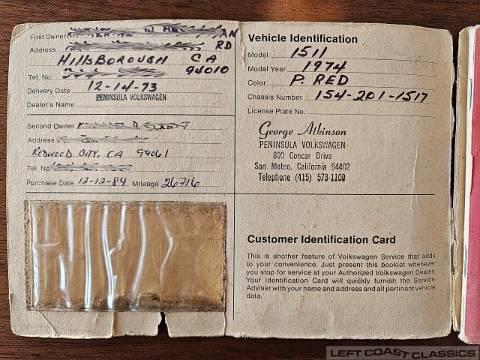 First Owner
Address RD
HILLSBOROUGH CA
Tel. No. 94010
Delivery Date 12-14-73
PENINSULA VOLKSWAGEN
Dealer's Name
Second Owner
Address
REDWOOD CITY, CA 94061
Tel No.
Purchase Date 12-12-84 Mileage 26716
Vehicle Identification
Model 1511
Model Year 1974
Color P. RED
Chassis Number 154-201-1517
License Plate No.
George Atkinson
PENINSULA VOLKSWAGEN
800 Concar Drive
San Mateo, California 94402
Telephone (415) 573-1100
Customer Identification Card
This is another feature of Volkswagen Service that adds
to your convenience. Just present this booklet whenever
you stop for service at your Authorized Volkswagen Dealer.
Your Identification Card will quickly furnish the Service
Adviser with your name and address and all pertinent vehicle
data.
LEFT COAST CLASSICS